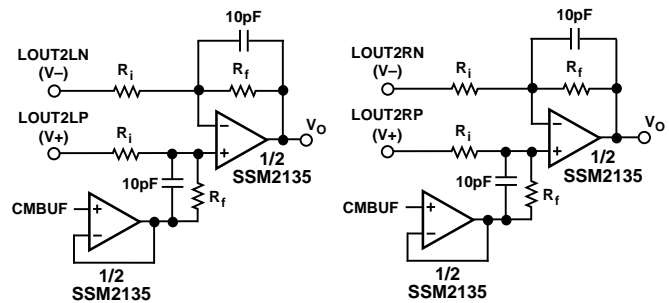 10pF
LOUT2LN
(V–)
Ri
Rf
LOUT2LP
(V+)
Ri
–
+
VO
1/2
SSM2135
10pF
Rf
CMBUF
+
–
1/2
SSM2135
10pF
LOUT2RN
(V–)
Ri
Rf
LOUT2RP
(V+)
Ri
–
+
VO
1/2
SSM2135
10pF
Rf
CMBUF
+
–
1/2
SSM2135